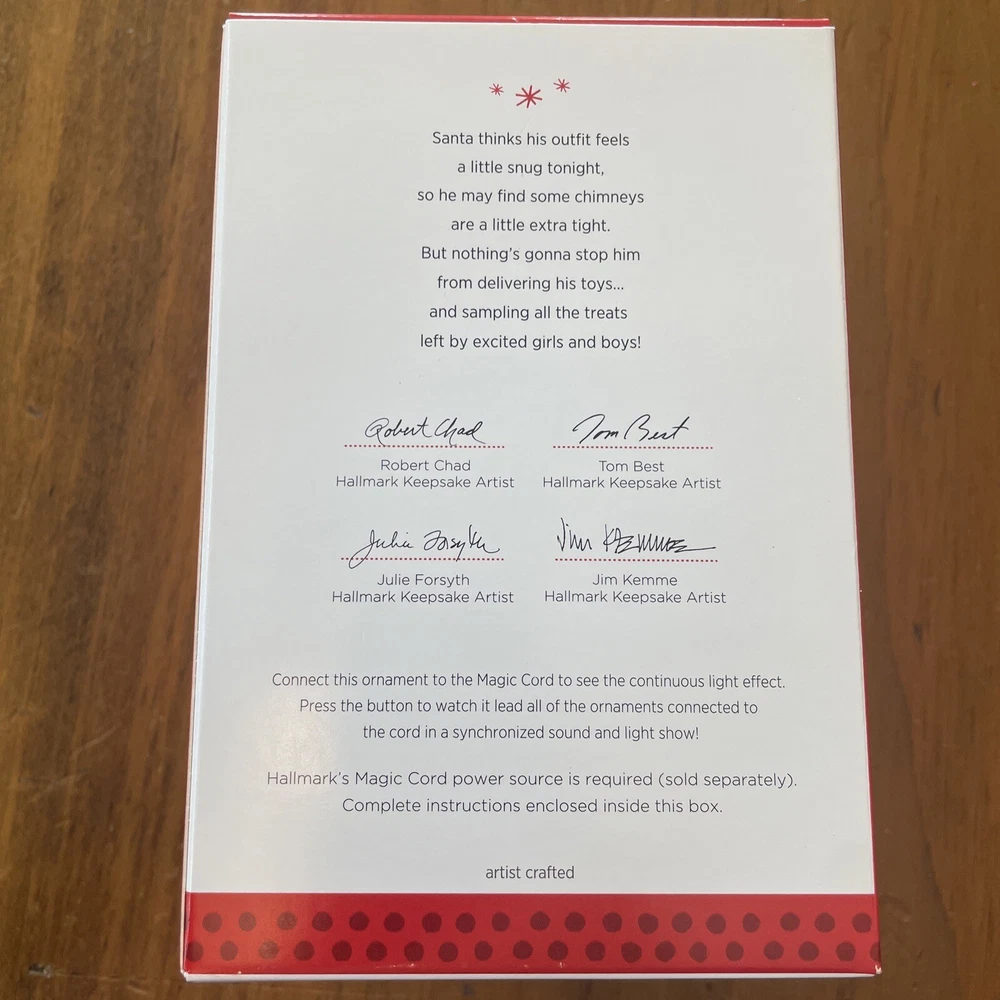 Santa thinks his outfit feels
a little snug tonight,
so he may find some chimneys
are a little extra tight.
But nothing's gonna stop him
from delivering his toys...
and sampling all the treats
left by excited girls and boys!
Robert Chad Tom Best
Robert Chad Tom Best
Hallmark Keepsake Artist Hallmark Keepsake Artist
Julie Forsyth Jim Kemme
Julie Forsyth Jim Kemme
Hallmark Keepsake Artist Hallmark Keepsake Artist
Connect this ornament to the Magic Cord to see the continuous light effect.
Press the button to watch it lead all of the ornaments connected to
the cord in a synchronized sound and light show!
Hallmark's Magic Cord power source is required (sold separately).
Complete instructions enclosed inside this box.
artist crafted